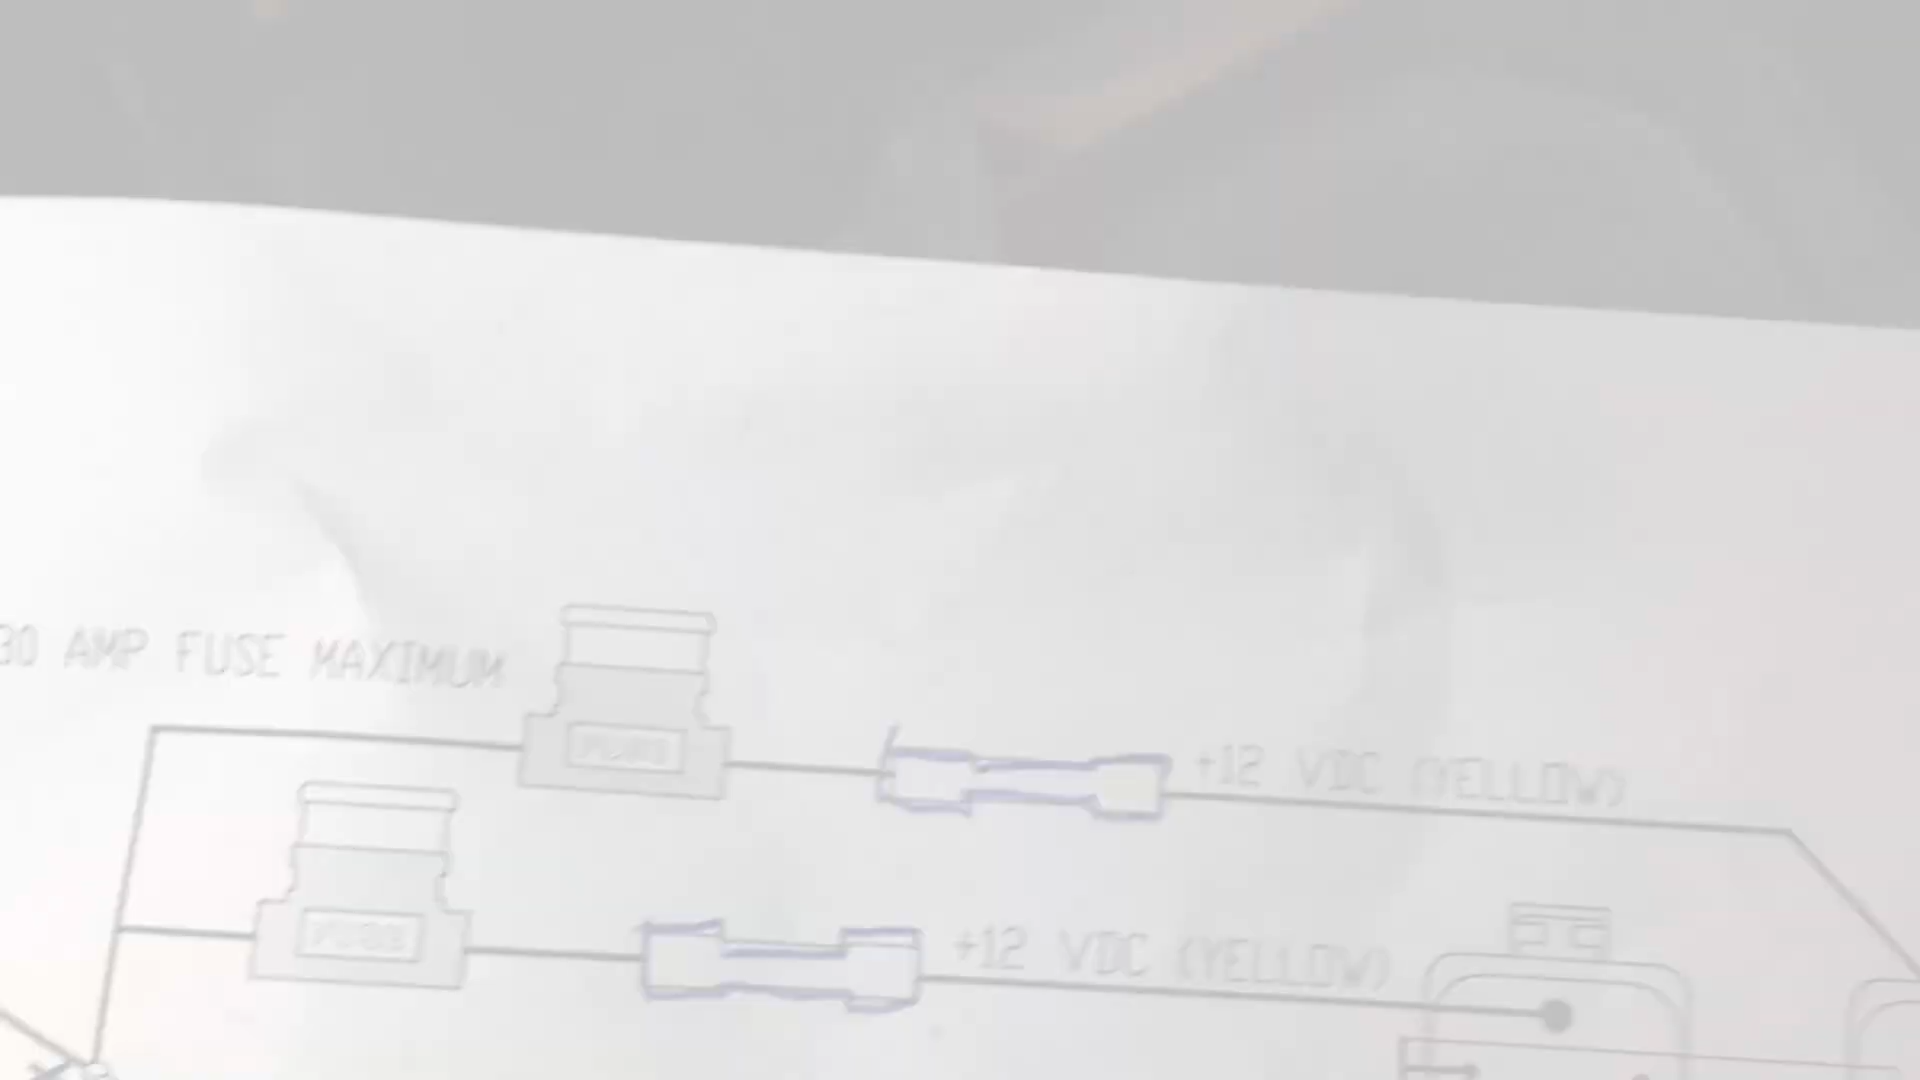 30 AMP FUSE MAXIMUM
+12 VDC (YELLOW)
+12 VDC (YELLOW)